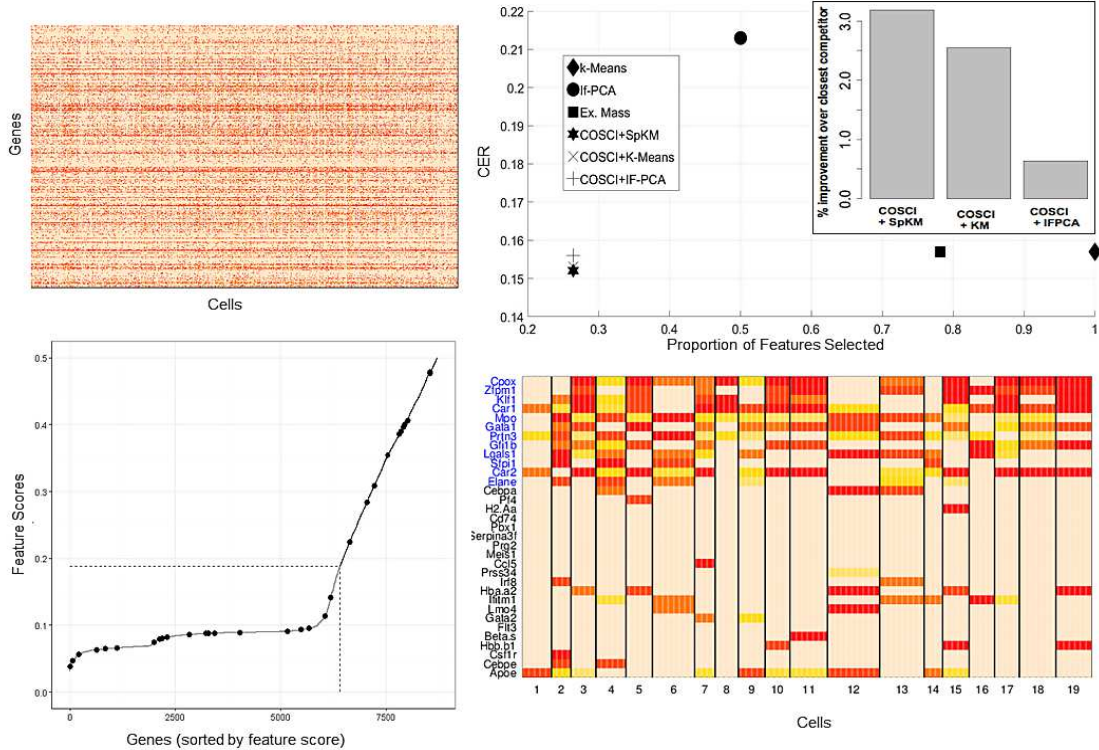 Genes
Cells
0.22
0.21
0.2
0.19
0.18
0.17
0.16
0.15
0.14
CER
0.2
0.3
0.4
0.5
0.6
0.7
0.8
0.9
1
Proportion of Features Selected
k-Means
If-PCA
Ex. Mass
COSCI+SpKM
COSCI+K-Means
COSCI+IF-PCA
% improvement over closest competitor
3.0
2.0
1.0
0.0
COSCI
+ SpKM
COSCI
+ KM
COSCI
+ IFPCA
0.5
0.4
0.3
0.2
0.1
0.0
Feature Scores
0
2500
5000
7500
Genes (sorted by feature score)
Cpox
Zfpm1
Klf1
Car1
Mpo
Gata1
Prtn3
Gfi1b
Lgals1
Sfpi1
Car2
Elane
Cebpa
Pf4
H2.Aa
Cd74
Pbx1
Serpina3f
Prg2
Meis1
Ccl5
Prss34
Irf8
Hba.a2
Ifitm1
Lmo4
Gata2
Flt3
Beta.s
Hbb.b1
Csf1r
Cebpe
Apoe
1 2 3 4 5 6 7 8 9 10 11 12 13 14 15 16 17 18 19
Cells